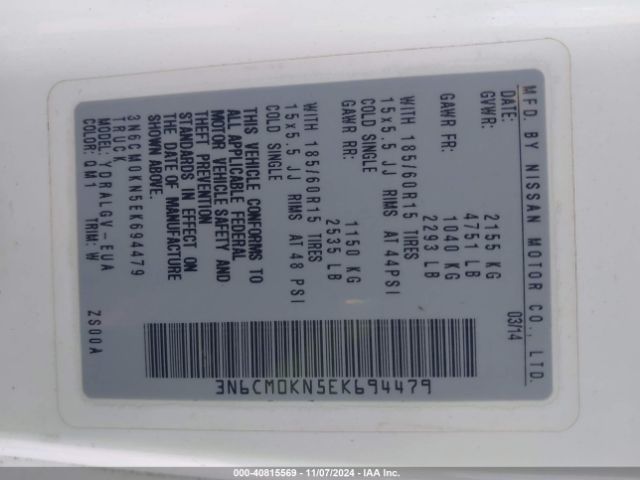 MFD. BY NISSAN MOTOR CO., LTD.
DATE: 03/14
GVWR: 2155 KG
4751 LB
GAWR FR: 1040 KG
2293 LB
WITH 185/60R15 TIRES
15x5.5 JJ RIMS AT 44PSI
COLD SINGLE
GAWR RR: 1150 KG
2535 LB
WITH 185/60R15 TIRES
15x5.5 JJ RIMS AT 48 PSI
COLD SINGLE
THIS VEHICLE CONFORMS TO
ALL APPLICABLE FEDERAL
MOTOR VEHICLE SAFETY AND
THEFT PREVENTION
STANDARDS IN EFFECT ON
THE DATE OF MANUFACTURE
SHOWN ABOVE.
3N6CM0KN5EK694479
TRUCK
MODEL: YDRALGV-EUA
COLOR: QM1 TRIM: W ZS00A
3N6CM0KN5EK694479
000-40815569 - 11/07/2024 - IAA Inc.